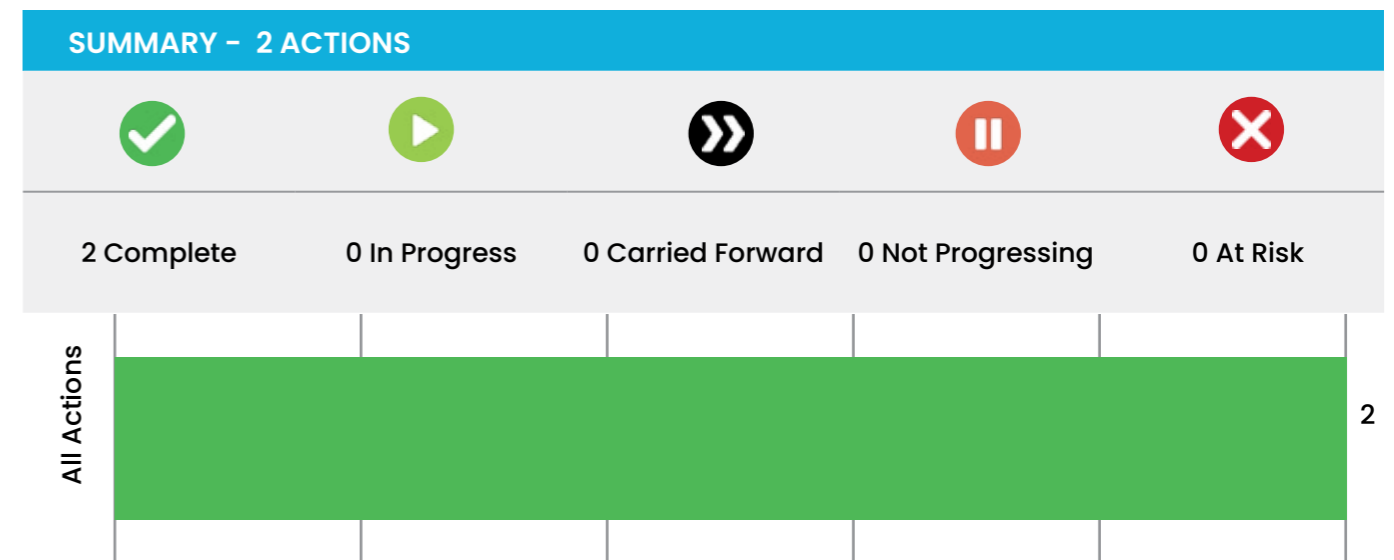 SUMMARY - 2 ACTIONS
2 Complete
0 In Progress
0 Carried Forward
0 Not Progressing
0 At Risk
All Actions
2